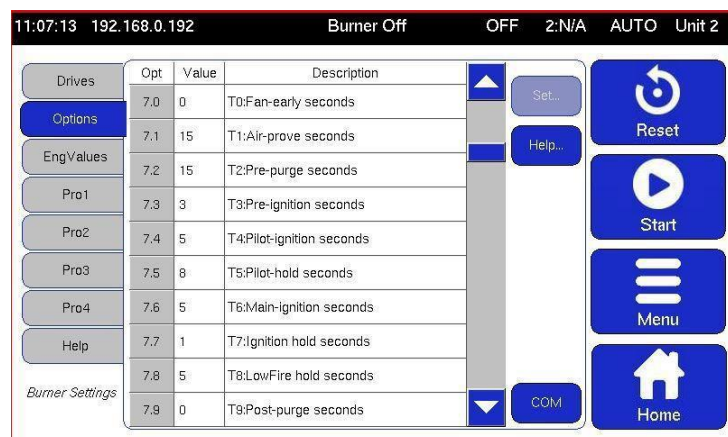 11:07:13 192.168.0.192 Burner Off OFF 2:N/A AUTO Unit 2
Drives
Options
EngValues
Pro1
Pro2
Pro3
Pro4
Help
Burner Settings
Opt Value Description
7.0 0 T0:Fan-early seconds
7.1 15 T1:Air-prove seconds
7.2 15 T2:Pre-purge seconds
7.3 3 T3:Pre-ignition seconds
7.4 5 T4:Pilot-ignition seconds
7.5 8 T5:Pilot-hold seconds
7.6 5 T6:Main-ignition seconds
7.7 1 T7:Ignition hold seconds
7.8 5 T8:LowFire hold seconds
7.9 0 T9:Post-purge seconds
Set...
Help...
COM
Reset
Start
Menu
Home